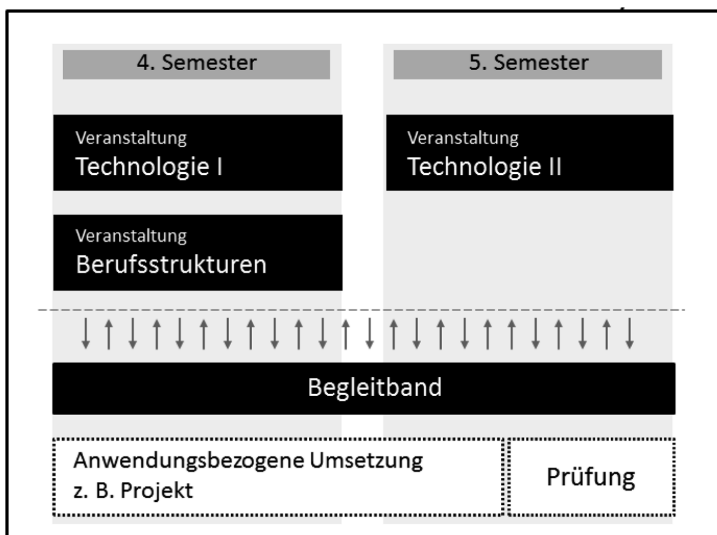 4. Semester
5. Semester
Veranstaltung
Technologie I
Veranstaltung
Technologie II
Veranstaltung
Berufsstrukturen
Begleitband
Anwendungsbezogene Umsetzung
z. B. Projekt
Prüfung